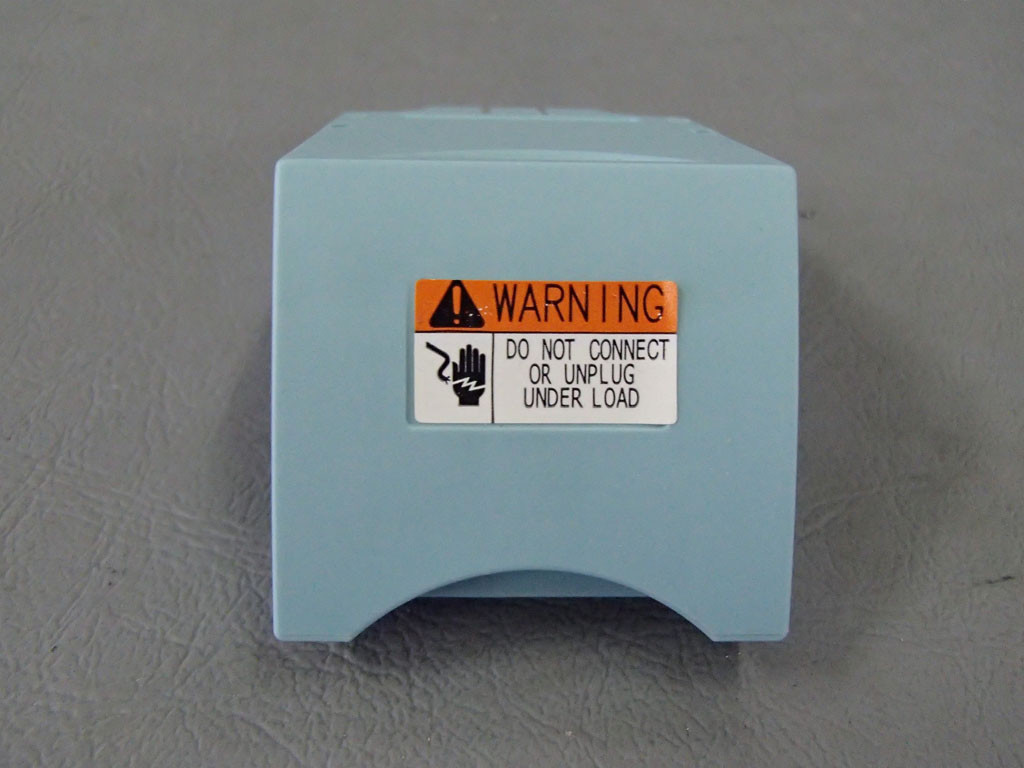 WARNING
DO NOT CONNECT
OR UNPLUG
UNDER LOAD